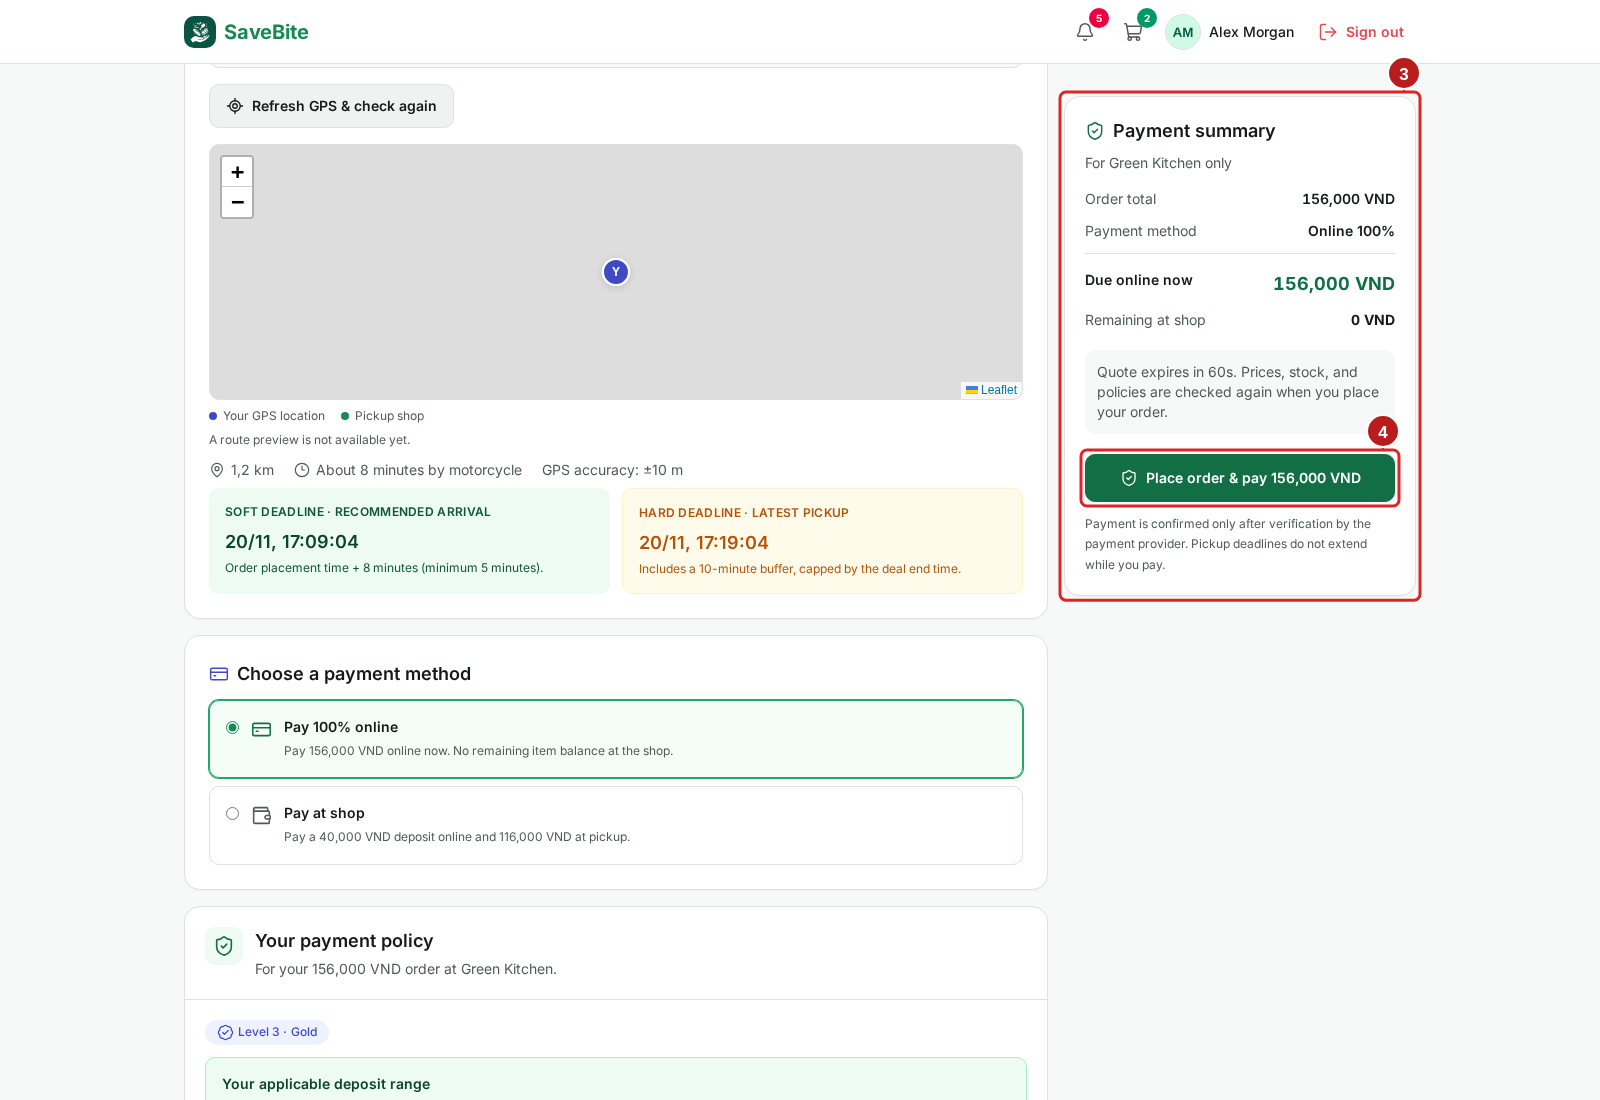 SaveBite
5
2
AM
Alex Morgan
Sign out
Refresh GPS & check again
+
−
Y
Leaflet
Your GPS location
Pickup shop
A route preview is not available yet.
1,2 km
About 8 minutes by motorcycle
GPS accuracy: ±10 m
SOFT DEADLINE · RECOMMENDED ARRIVAL
20/11, 17:09:04
Order placement time + 8 minutes (minimum 5 minutes).
HARD DEADLINE · LATEST PICKUP
20/11, 17:19:04
Includes a 10-minute buffer, capped by the deal end time.
Choose a payment method
Pay 100% online
Pay 156,000 VND online now. No remaining item balance at the shop.
Pay at shop
Pay a 40,000 VND deposit online and 116,000 VND at pickup.
Your payment policy
For your 156,000 VND order at Green Kitchen.
Level 3 · Gold
Your applicable deposit range
3
Payment summary
For Green Kitchen only
Order total 156,000 VND
Payment method Online 100%
Due online now 156,000 VND
Remaining at shop 0 VND
Quote expires in 60s. Prices, stock, and
policies are checked again when you place
your order.
4
Place order & pay 156,000 VND
Payment is confirmed only after verification by the
payment provider. Pickup deadlines do not extend
while you pay.